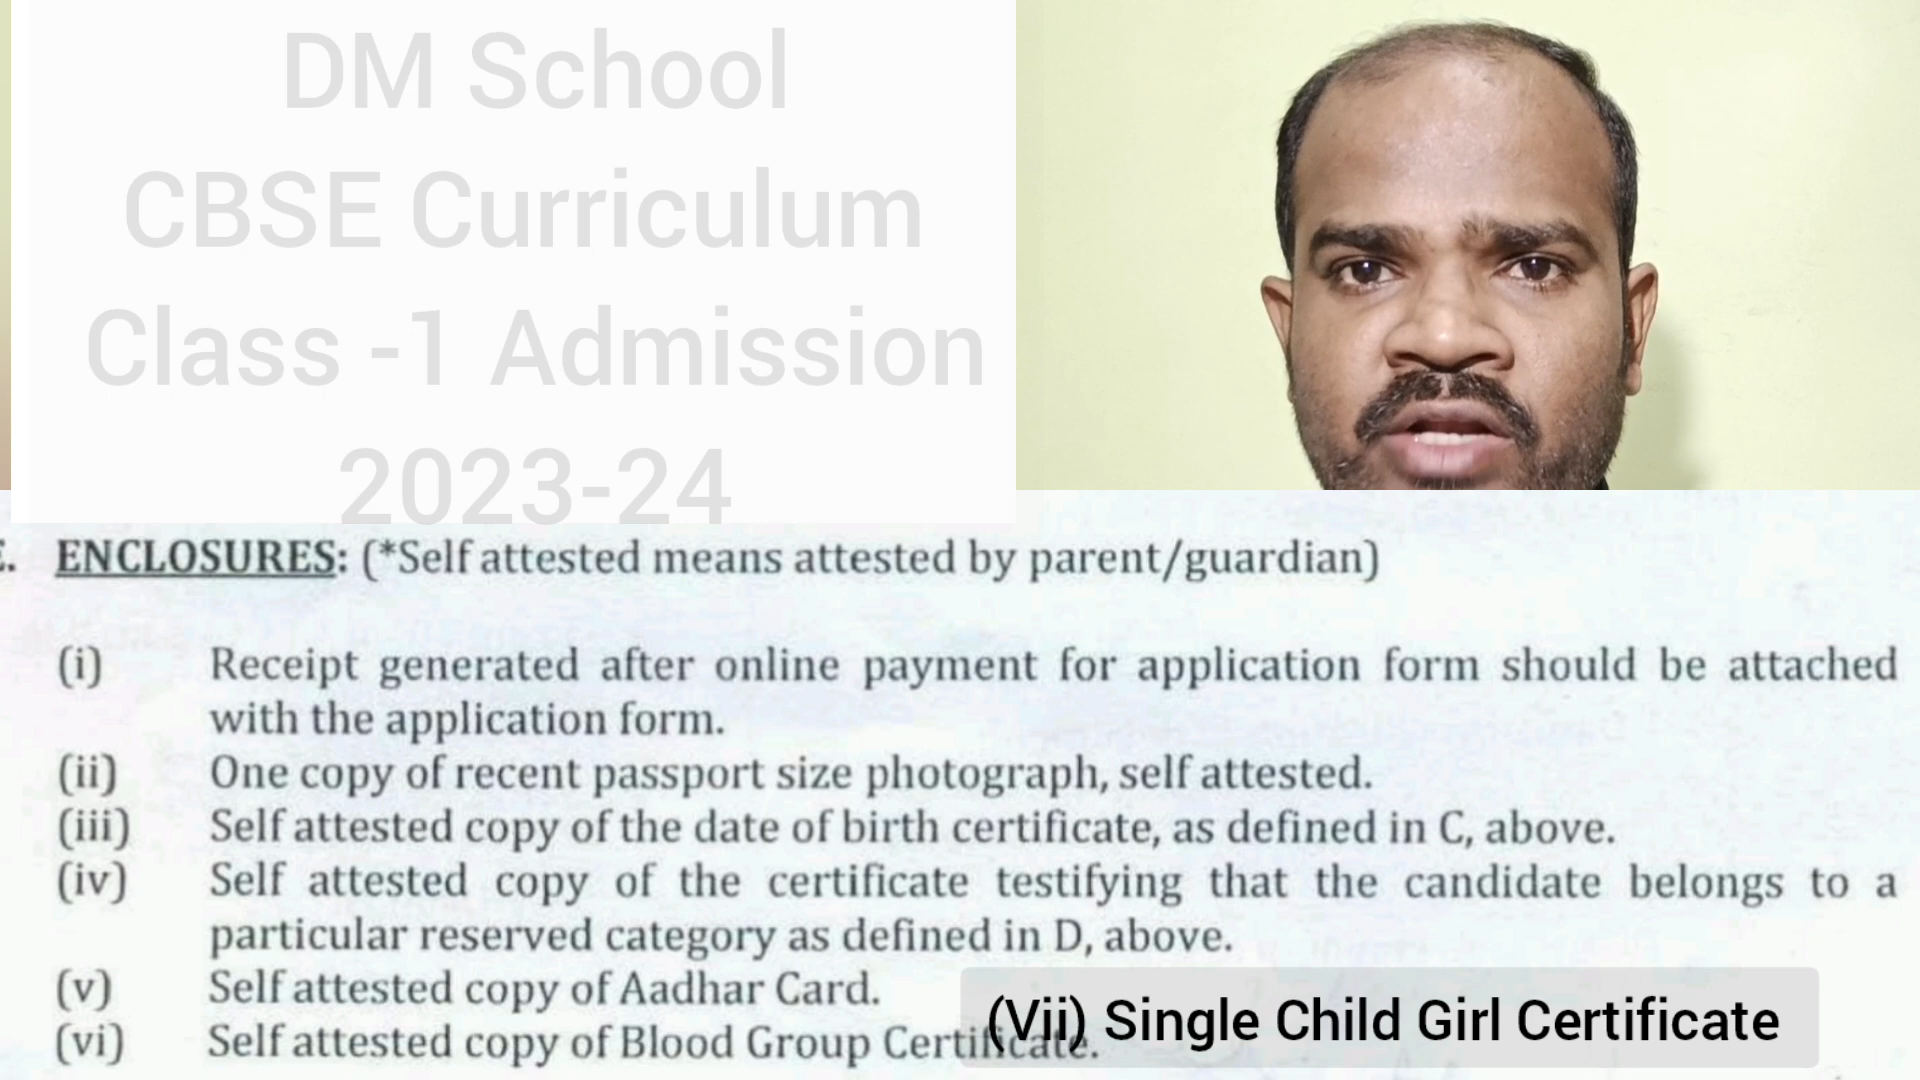 DM School
CBSE Curriculum
Class -1 Admission
2023-24
. ENCLOSURES: (*Self attested means attested by parent/guardian)
(i) Receipt generated after online payment for application form should be attached
with the application form.
(ii) One copy of recent passport size photograph, self attested.
(iii) Self attested copy of the date of birth certificate, as defined in C, above.
(iv) Self attested copy of the certificate testifying that the candidate belongs to a
particular reserved category as defined in D, above.
(v) Self attested copy of Aadhar Card.
(vi) Self attested copy of Blood Group Certificate.
(Vii) Single Child Girl Certificate